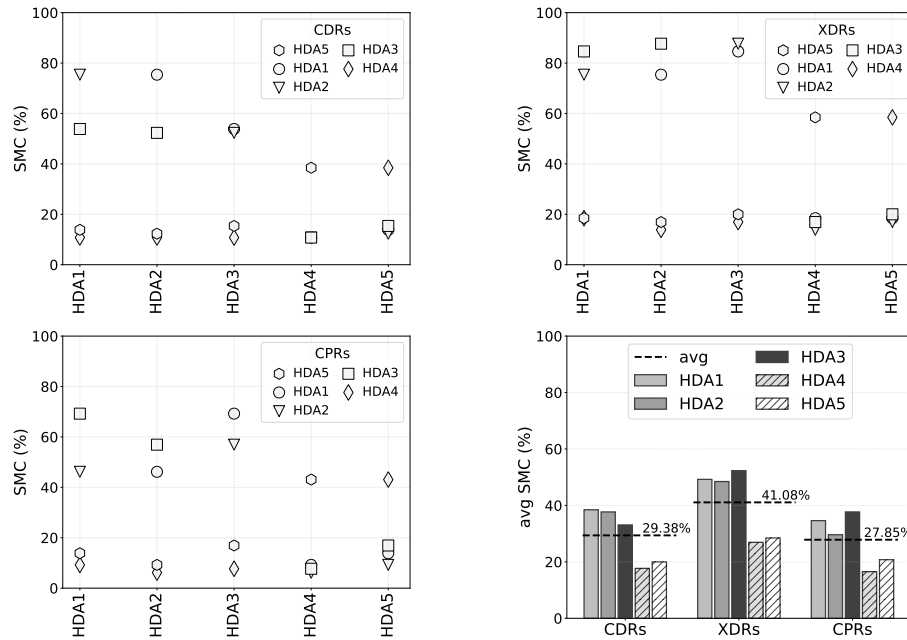 100
80
60
40
20
0
SMC (%)
CDRs
HDA5
HDA1
HDA2
HDA3
HDA4
HDA1
HDA2
HDA3
HDA4
HDA5
100
80
60
40
20
0
SMC (%)
XDRs
HDA5
HDA1
HDA2
HDA3
HDA4
HDA1
HDA2
HDA3
HDA4
HDA5
100
80
60
40
20
0
SMC (%)
CPRs
HDA5
HDA1
HDA2
HDA3
HDA4
HDA1
HDA2
HDA3
HDA4
HDA5
100
80
60
40
20
0
avg SMC (%)
avg
HDA1
HDA2
HDA3
HDA4
HDA5
29.38%
41.08%
27.85%
CDRs
XDRs
CPRs